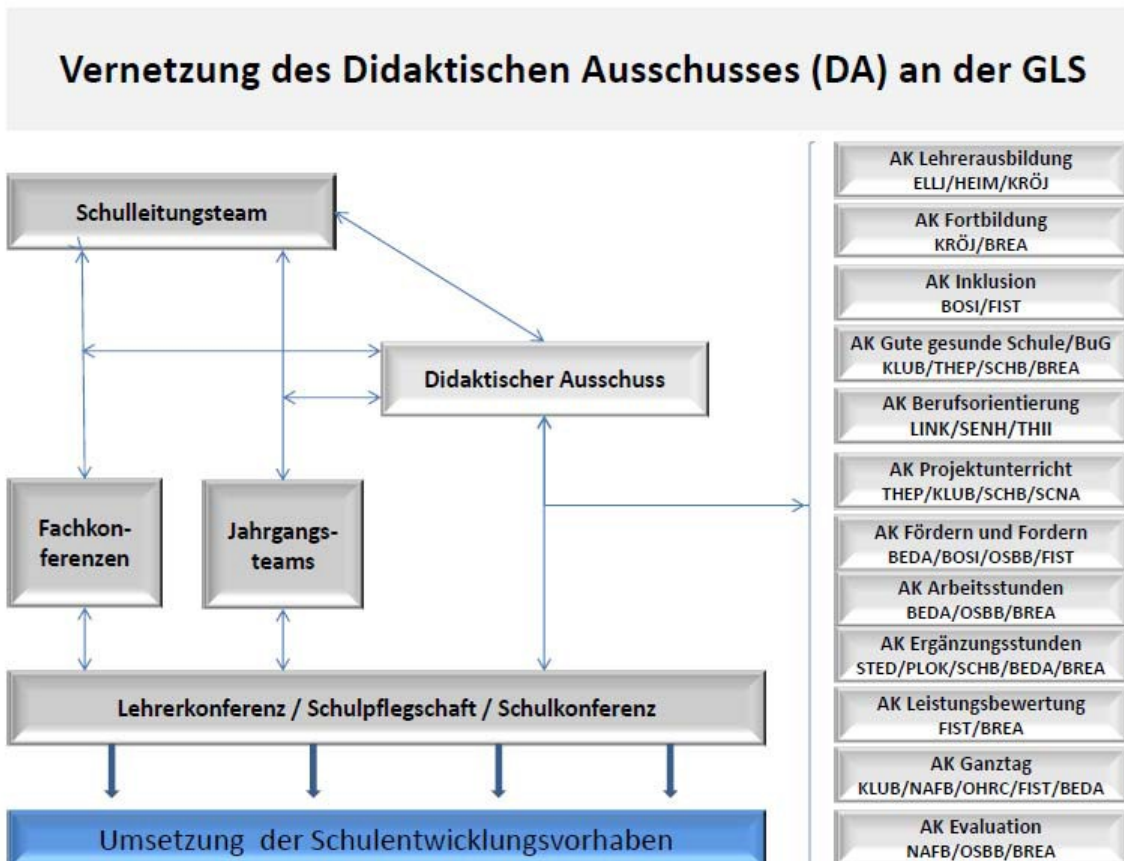 Vernetzung des Didaktischen Ausschusses (DA) an der GLS
Schulleitungsteam
Didaktischer Ausschuss
Fachkon-
ferenzen
Jahrgangs-
teams
Lehrerkonferenz / Schulpflegschaft / Schulkonferenz
Umsetzung der Schulentwicklungsvorhaben
AK Lehrerausbildung
ELLJ/HEIM/KRÖJ
AK Fortbildung
KRÖJ/BREA
AK Inklusion
BOSI/FIST
AK Gute gesunde Schule/BuG
KLUB/THEP/SCHB/BREA
AK Berufsorientierung
LINK/SENH/THII
AK Projektunterricht
THEP/KLUB/SCHB/SCNA
AK Fördern und Fordern
BEDA/BOSI/OSBB/FIST
AK Arbeitsstunden
BEDA/OSBB/BREA
AK Ergänzungsstunden
STED/PLOK/SCHB/BEDA/BREA
AK Leistungsbewertung
FIST/BREA
AK Ganztag
KLUB/NAFB/OHRC/FIST/BEDA
AK Evaluation
NAFB/OSBB/BREA